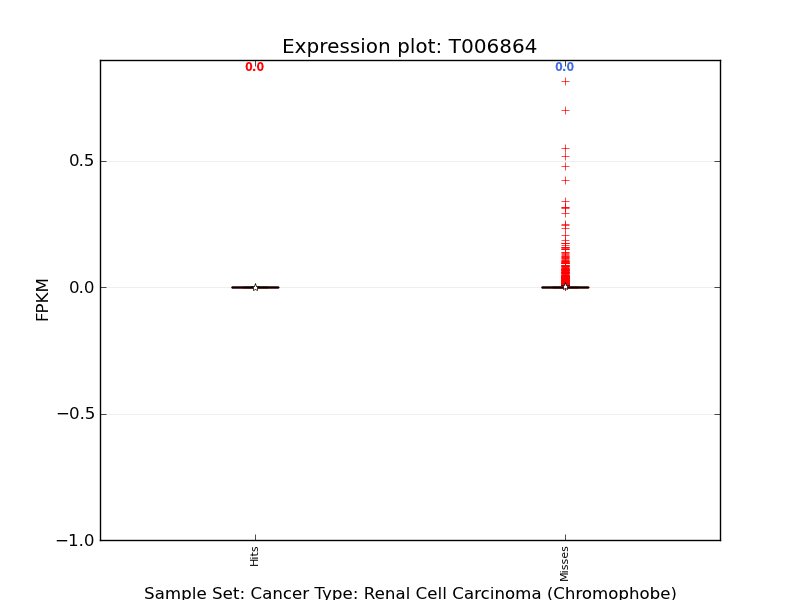 Expression plot: T006864
0.0
0.0
0.5
0.0
−0.5
−1.0
FPKM
Hits
Misses
Sample Set: Cancer Type: Renal Cell Carcinoma (Chromophobe)